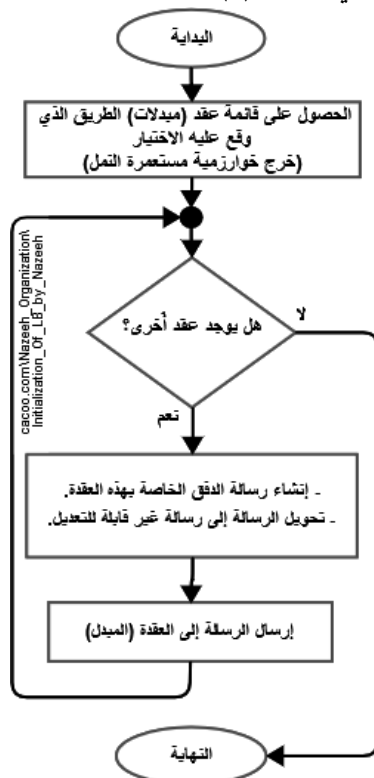 البداية
الحصول على قائمة عقد (مبدلات) الطريق الذي
وقع عليه الاختيار
(خرج خوارزمية مستعمرة النمل)
cacoo.com\Nazeeh_Organization\
Initialization_Of_LB_by_Nazeeh
هل يوجد عقد أخرى؟
لا
نعم
- إنشاء رسالة الدفق الخاصة بهذه العقدة.
- تحويل الرسالة إلى رسالة غير قابلة للتعديل.
إرسال الرسالة إلى العقدة (المبدل)
النهاية